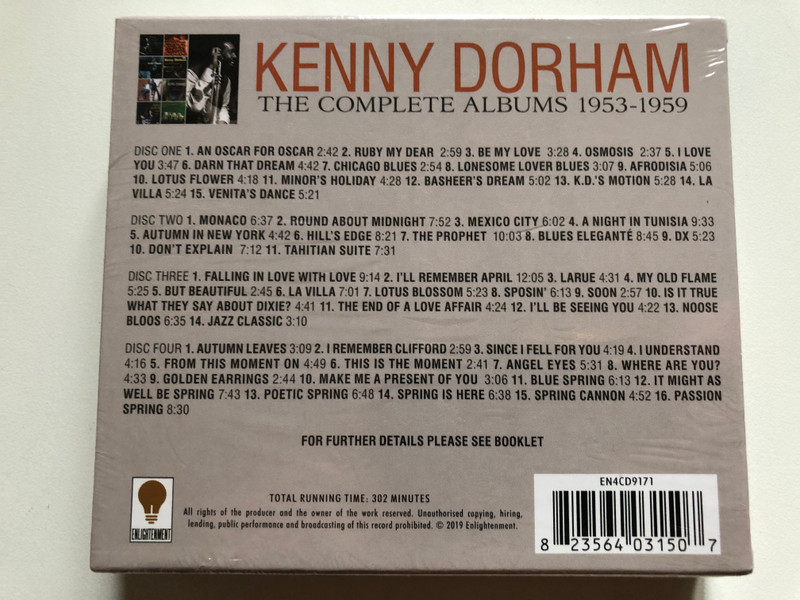 KENNY DORHAM
THE COMPLETE ALBUMS 1953-1959
DISC ONE 1. AN OSCAR FOR OSCAR 2:42 2. RUBY MY DEAR 2:59 3. BE MY LOVE 3:28 4. OSMOSIS 2:37 5. I LOVE
YOU 3:47 6. DARN THAT DREAM 4:42 7. CHICAGO BLUES 2:54 8. LONESOME LOVER BLUES 3:07 9. AFRODISIA 5:06
10. LOTUS FLOWER 4:18 11. MINOR'S HOLIDAY 4:28 12. BASHEER'S DREAM 5:02 13. K.D.'S MOTION 5:28 14. LA
VILLA 5:24 15. VENITA'S DANCE 5:21
DISC TWO 1. MONACO 6:37 2. ROUND ABOUT MIDNIGHT 7:52 3. MEXICO CITY 6:02 4. A NIGHT IN TUNISIA 9:33
5. AUTUMN IN NEW YORK 4:42 6. HILL'S EDGE 8:21 7. THE PROPHET 10:03 8. BLUES ELEGANTÉ 8:45 9. DX 5:23
10. DON'T EXPLAIN 7:12 11. TAHITIAN SUITE 7:31
DISC THREE 1. FALLING IN LOVE WITH LOVE 9:14 2. I'LL REMEMBER APRIL 12:05 3. LARUE 4:31 4. MY OLD FLAME
5:25 5. BUT BEAUTIFUL 2:45 6. LA VILLA 7:01 7. LOTUS BLOSSOM 5:23 8. SPOSIN' 6:13 9. SOON 2:57 10. IS IT TRUE
WHAT THEY SAY ABOUT DIXIE? 4:41 11. THE END OF A LOVE AFFAIR 4:24 12. I'LL BE SEEING YOU 4:22 13. NOOSE
BLOOS 6:35 14. JAZZ CLASSIC 3:10
DISC FOUR 1. AUTUMN LEAVES 3:09 2. I REMEMBER CLIFFORD 2:59 3. SINCE I FELL FOR YOU 4:19 4. I UNDERSTAND
4:16 5. FROM THIS MOMENT ON 4:49 6. THIS IS THE MOMENT 2:41 7. ANGEL EYES 5:31 8. WHERE ARE YOU?
4:33 9. GOLDEN EARRINGS 2:44 10. MAKE ME A PRESENT OF YOU 3:06 11. BLUE SPRING 6:13 12. IT MIGHT AS
WELL BE SPRING 7:43 13. POETIC SPRING 6:48 14. SPRING IS HERE 6:38 15. SPRING CANNON 4:52 16. PASSION
SPRING 8:30
FOR FURTHER DETAILS PLEASE SEE BOOKLET
ENLIGHTENMENT
TOTAL RUNNING TIME: 302 MINUTES
All rights of the producer and the owner of the work reserved. Unauthorised copying, hiring,
lending, public performance and broadcasting of this record prohibited. © 2019 Enlightenment.
EN4CD9171
8 23564 03150 7